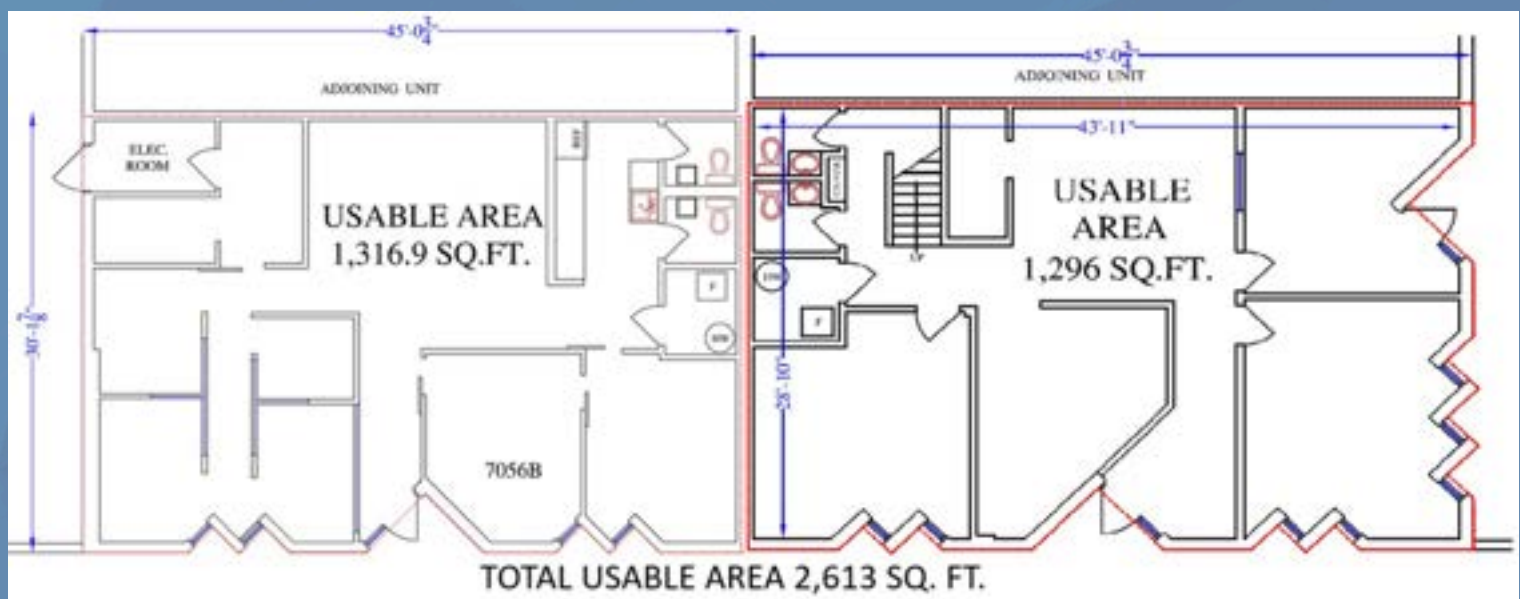 45'-0 3/4"
ADJOINING UNIT
ELEC.
ROOM
REF
USABLE AREA
1,316.9 SQ.FT.
30'-1 7/8"
F
7056B
45'-0 3/4"
ADJOINING UNIT
43'-11"
USABLE
AREA
1,296 SQ.FT.
UP
F
28'-10"
TOTAL USABLE AREA 2,613 SQ. FT.